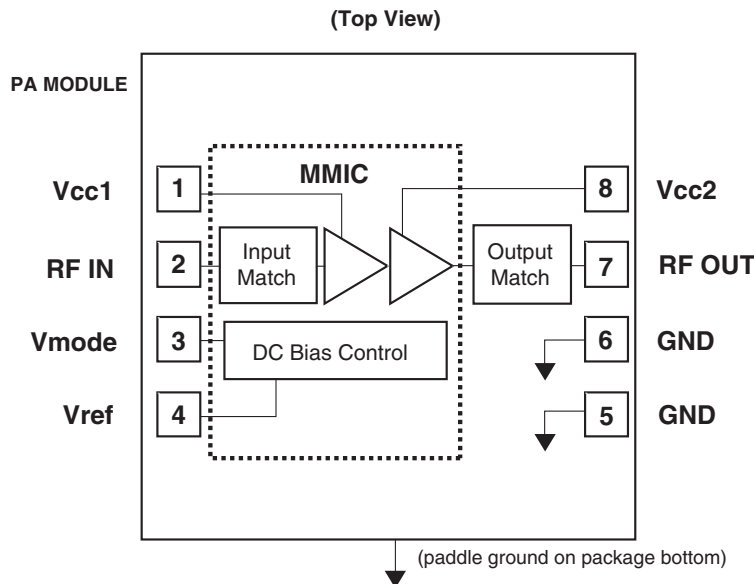 (Top View)
PA MODULE
MMIC
Vcc1
1
8
Vcc2
RF IN
2
Input
Match
Output
Match
7
RF OUT
Vmode
3
DC Bias Control
6
GND
Vref
4
5
GND
(paddle ground on package bottom)